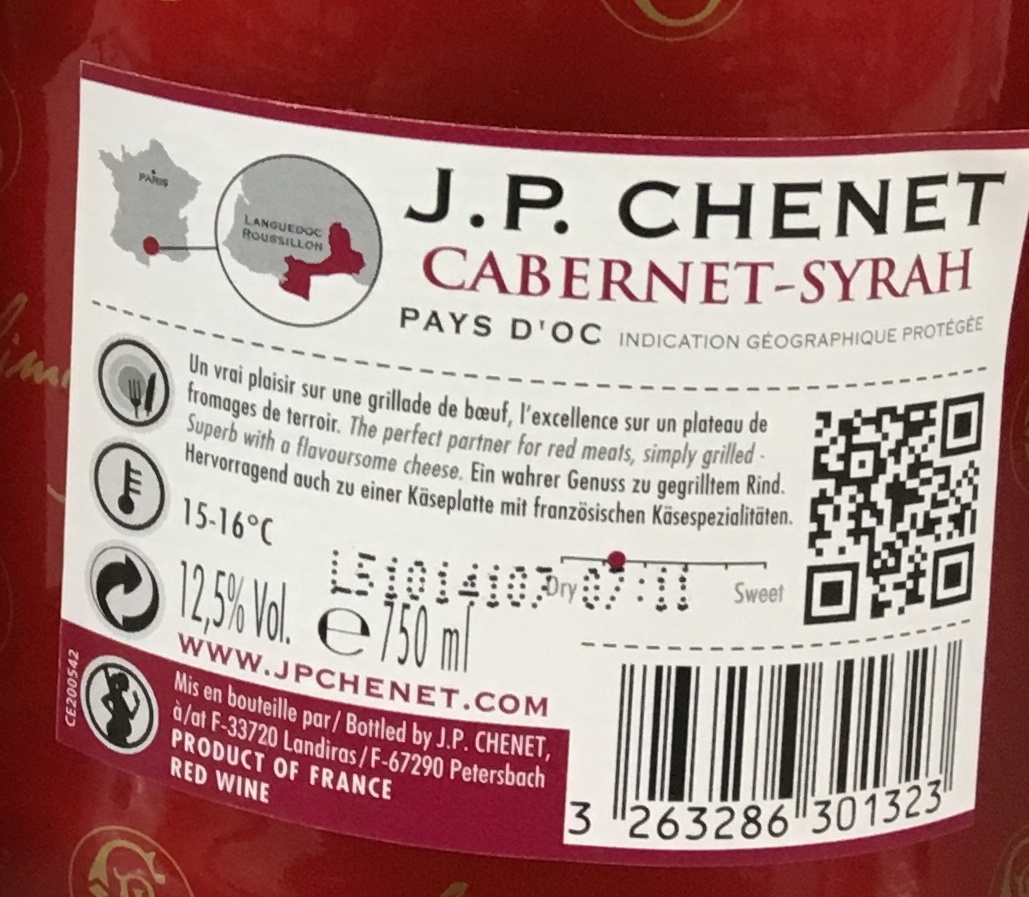 PARIS
LANGUEDOC
ROUSSILLON
J.P. CHENET
CABERNET-SYRAH
PAYS D'OC INDICATION GÉOGRAPHIQUE PROTÉGÉE
Un vrai plaisir sur une grillade de bœuf, l'excellence sur un plateau de
fromages de terroir. The perfect partner for red meats, simply grilled -
Superb with a flavoursome cheese. Ein wahrer Genuss zu gegrilltem Rind.
Hervorragend auch zu einer Käseplatte mit französischen Käsespezialitäten.
15-16°C
L51014107 07:11
Dry Sweet
12,5% Vol. e 750 ml
WWW.JPCHENET.COM
CE200542
Mis en bouteille par/ Bottled by J.P. CHENET,
à/at F-33720 Landiras/F-67290 Petersbach
PRODUCT OF FRANCE
RED WINE
3 263286 301323